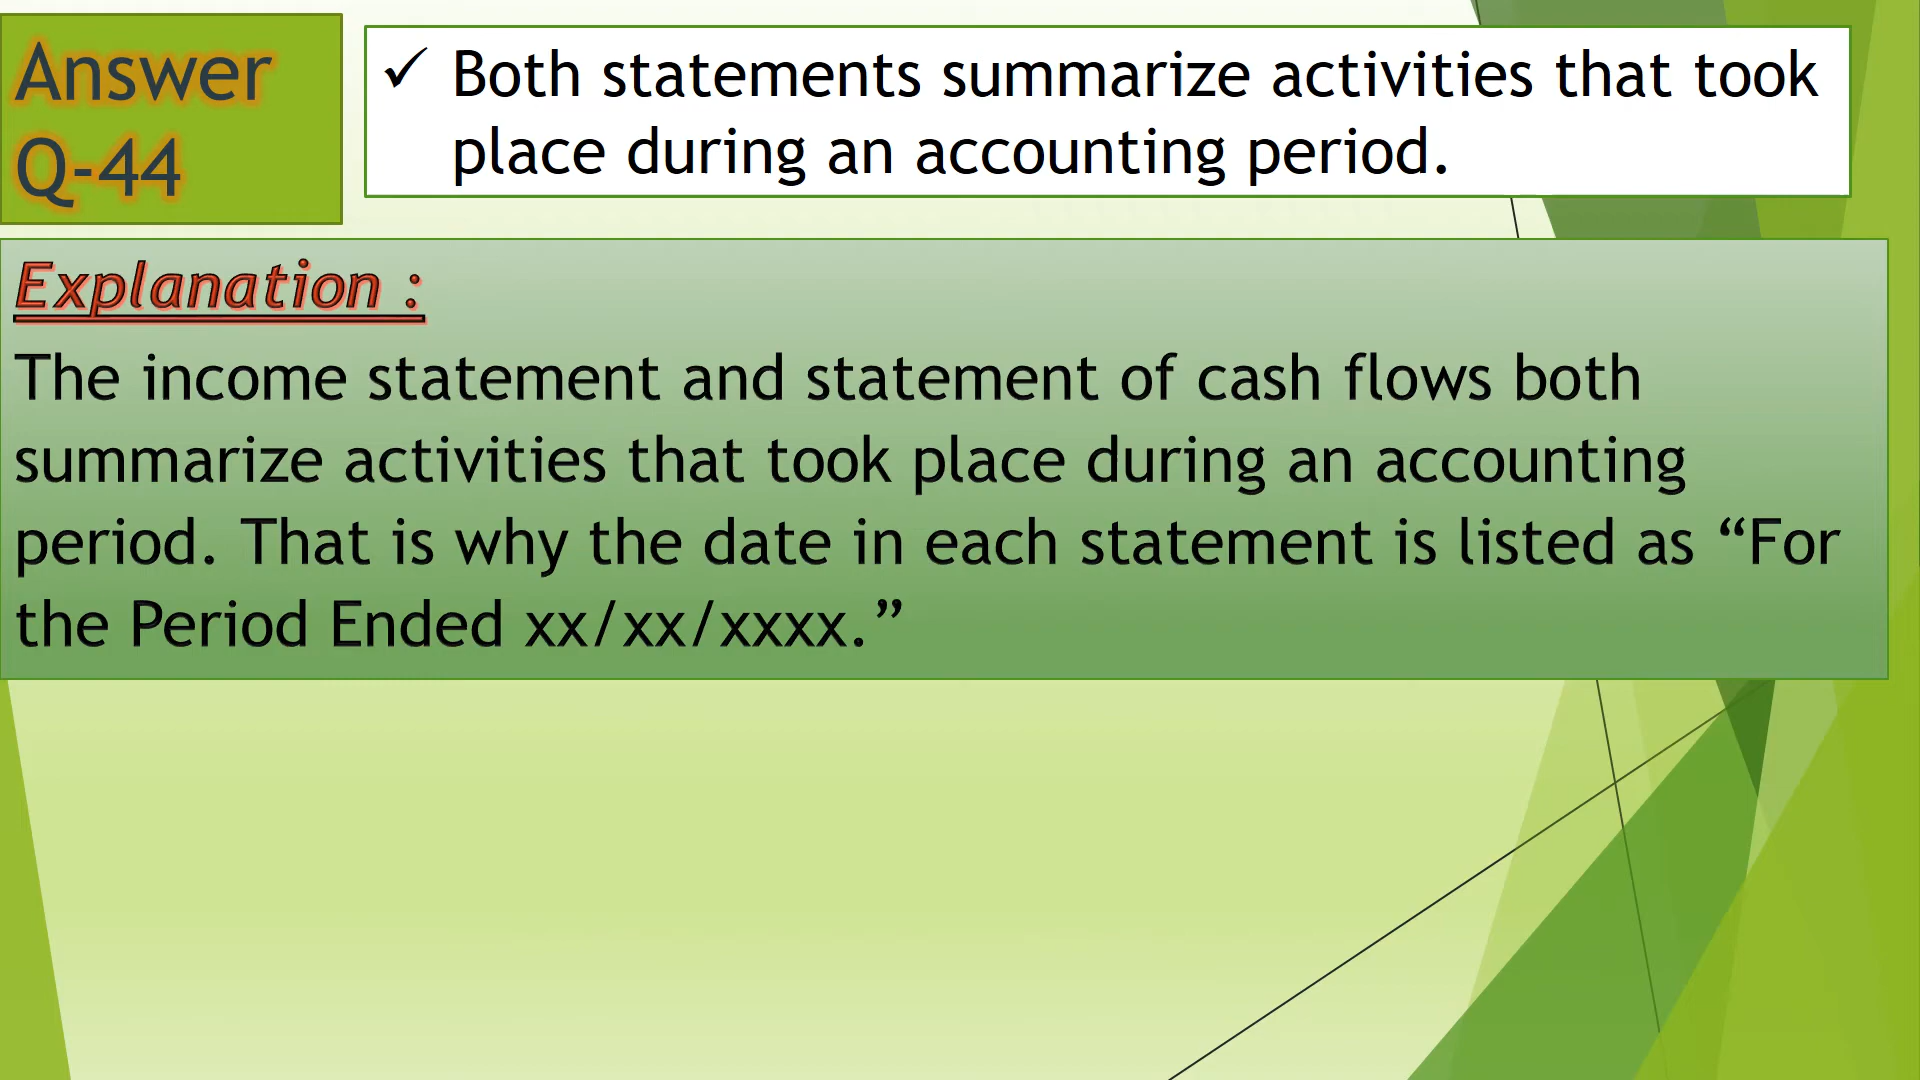 Answer
Q-44
✓ Both statements summarize activities that took
place during an accounting period.
Explanation :
The income statement and statement of cash flows both
summarize activities that took place during an accounting
period. That is why the date in each statement is listed as “For
the Period Ended xx/xx/xxxx.”